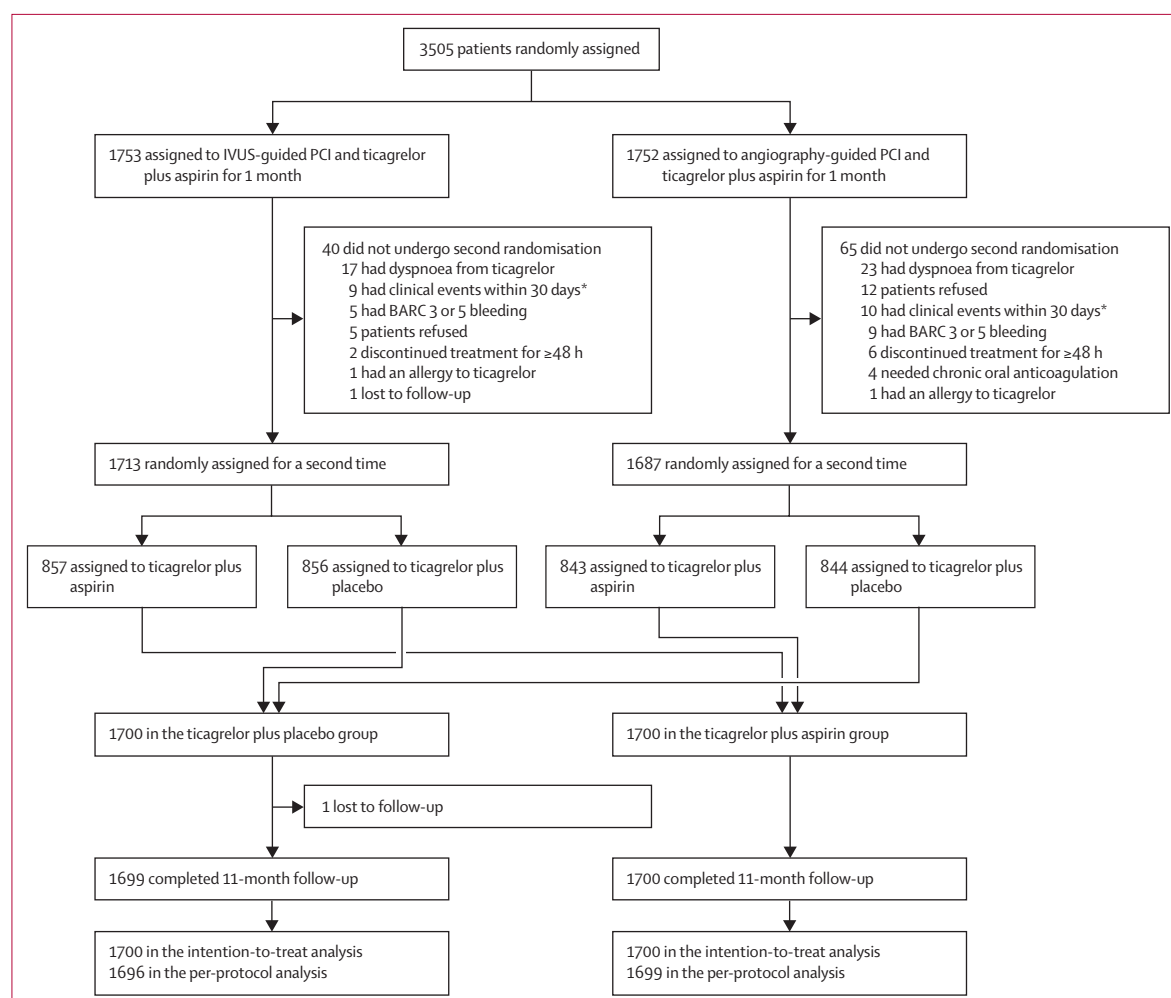 3505 patients randomly assigned
1753 assigned to IVUS-guided PCI and ticagrelor
plus aspirin for 1 month
1752 assigned to angiography-guided PCI and
ticagrelor plus aspirin for 1 month
40 did not undergo second randomisation
17 had dyspnoea from ticagrelor
9 had clinical events within 30 days*
5 had BARC 3 or 5 bleeding
5 patients refused
2 discontinued treatment for ≥48 h
1 had an allergy to ticagrelor
1 lost to follow-up
65 did not undergo second randomisation
23 had dyspnoea from ticagrelor
12 patients refused
10 had clinical events within 30 days*
9 had BARC 3 or 5 bleeding
6 discontinued treatment for ≥48 h
4 needed chronic oral anticoagulation
1 had an allergy to ticagrelor
1713 randomly assigned for a second time
1687 randomly assigned for a second time
857 assigned to ticagrelor plus
aspirin
856 assigned to ticagrelor plus
placebo
843 assigned to ticagrelor plus
aspirin
844 assigned to ticagrelor plus
placebo
1700 in the ticagrelor plus placebo group
1700 in the ticagrelor plus aspirin group
1 lost to follow-up
1699 completed 11-month follow-up
1700 completed 11-month follow-up
1700 in the intention-to-treat analysis
1696 in the per-protocol analysis
1700 in the intention-to-treat analysis
1699 in the per-protocol analysis